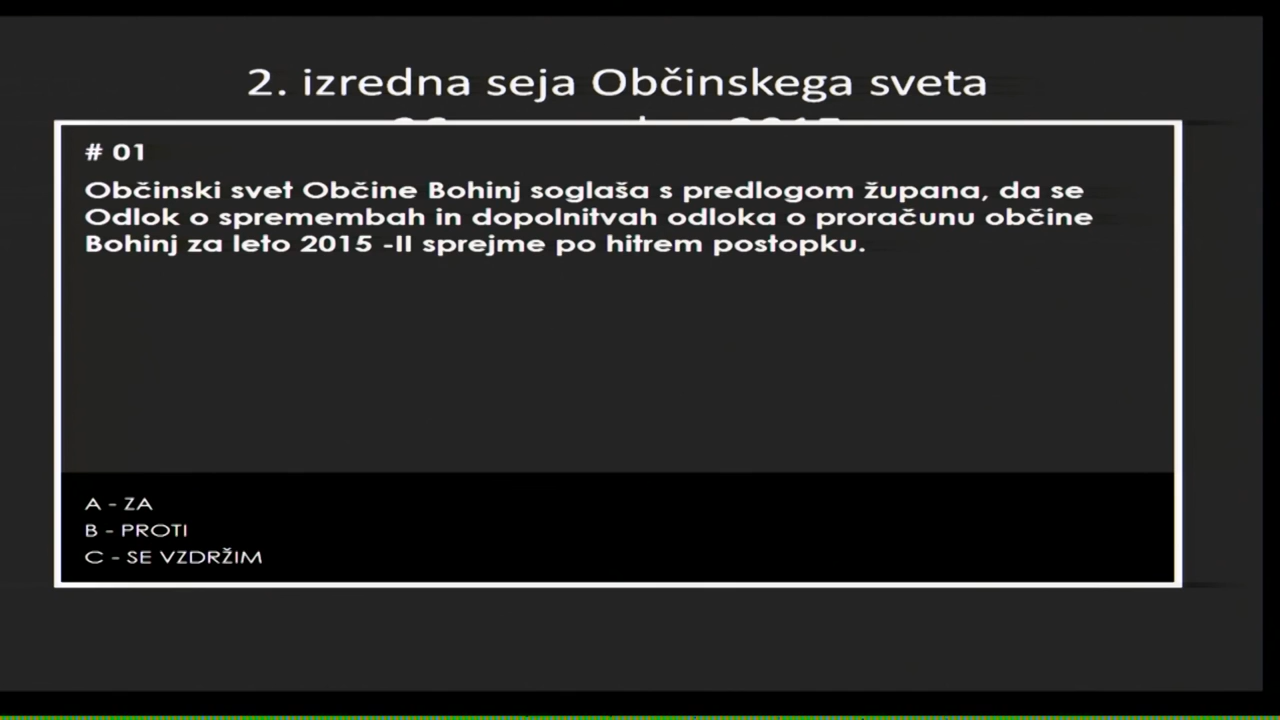 2. izredna seja Občinskega sveta
# 01
Občinski svet Občine Bohinj soglaša s predlogom župana, da se
Odlok o spremembah in dopolnitvah odloka o proračunu občine
Bohinj za leto 2015 -II sprejme po hitrem postopku.
A - ZA
B - PROTI
C - SE VZDRŽIM